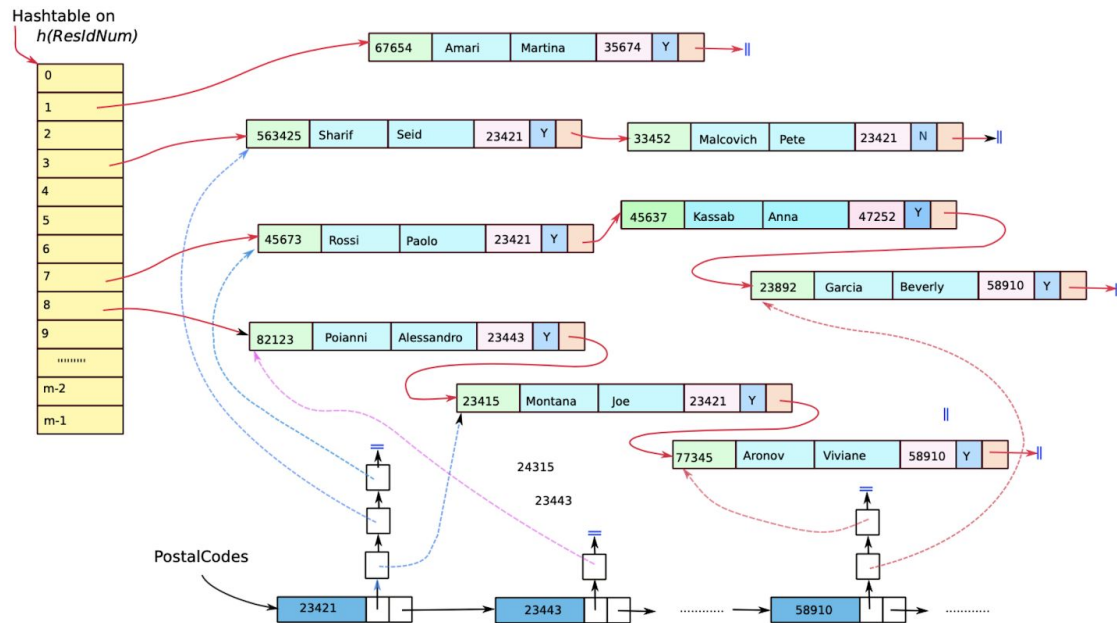 Hashtable on
h(ResIdNum)
0
1
2
3
4
5
6
7
8
9
"""""""""
m-2
m-1
67654 Amari Martina 35674 Y
563425 Sharif Seid 23421 Y
33452 Malcovich Pete 23421 N
45637 Kassab Anna 47252 Y
45673 Rossi Paolo 23421 Y
23892 Garcia Beverly 58910 Y
82123 Poianni Alessandro 23443 Y
23415 Montana Joe 23421 Y
77345 Aronov Viviane 58910 Y
24315
23443
PostalCodes
23421
23443
............
58910
............